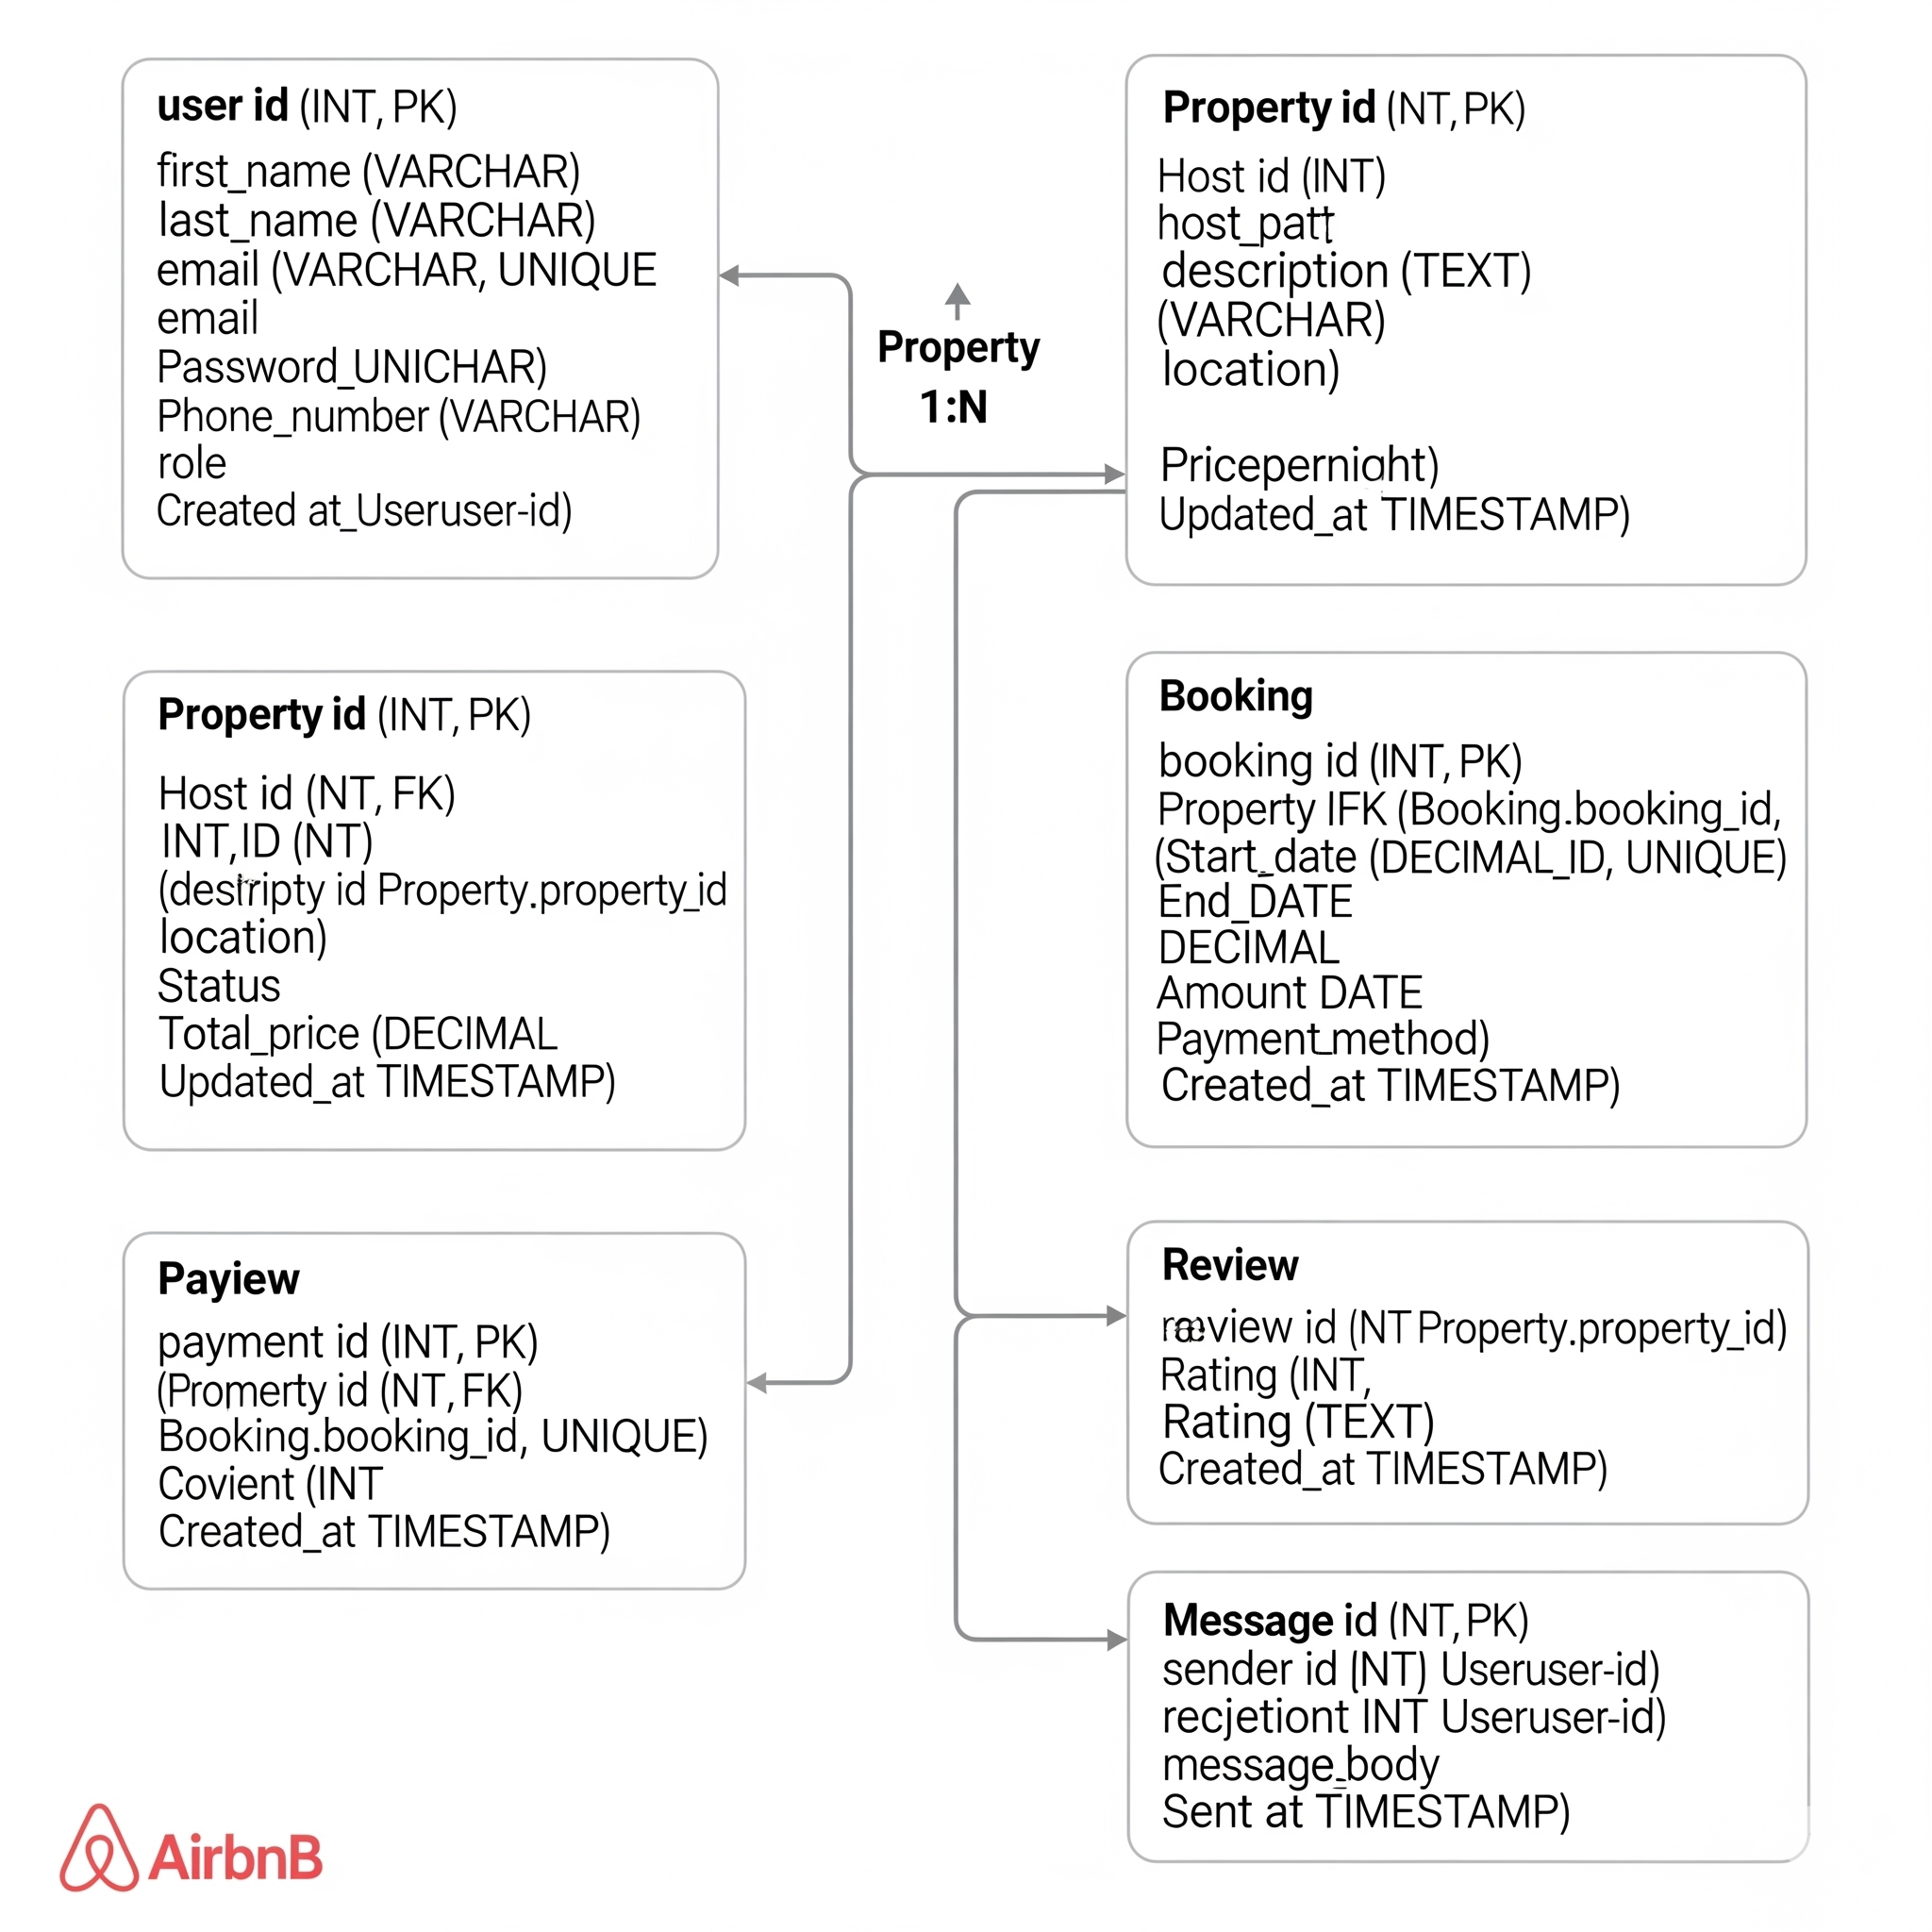 user id (INT, PK)
first_name (VARCHAR)
last_name (VARCHAR)
email (VARCHAR, UNIQUE
email
Password_UNICHAR)
Phone_number (VARCHAR)
role
Created at_Useruser-id)
Property
1:N
Property id (NT, PK)
Host id (INT)
host_patt
description (TEXT)
(VARCHAR)
location)
Pricepernight)
Updated_at TIMESTAMP)
Property id (INT, PK)
Host id (NT, FK)
INT,ID (NT)
id Property.property_id
location)
Status
Total_price (DECIMAL
Updated_at TIMESTAMP)
Booking
booking id (INT, PK)
Property IFK (Booking.booking_id,
(Start_date (DECIMAL_ID, UNIQUE)
End_DATE
DECIMAL
Amount DATE
Payment_method)
Created_at TIMESTAMP)
Payiew
payment id (INT, PK)
(Promerty id (NT, FK)
Booking.booking_id, UNIQUE)
Covient (INT
Created_at TIMESTAMP)
Review
id (NT Property.property_id)
Rating (INT,
Rating (TEXT)
Created_at TIMESTAMP)
Message id (NT, PK)
sender id (NT) Useruser-id)
recjetiont INT Useruser-id)
message_body
Sent at TIMESTAMP)
AirbnB